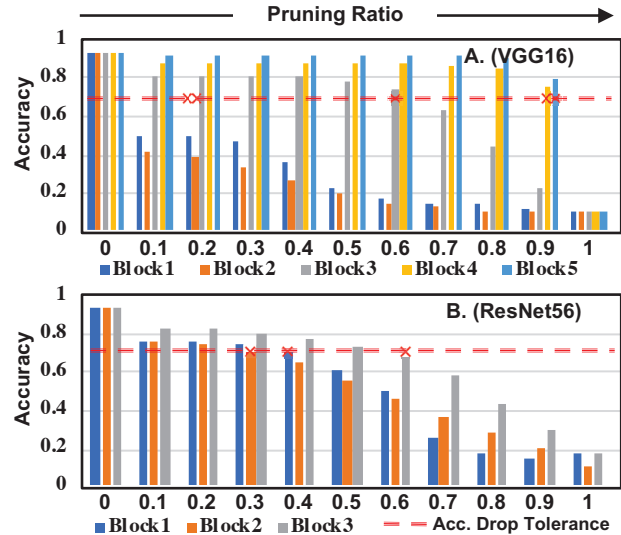 Pruning Ratio
A. (VGG16)
Accuracy
1
0.8
0.6
0.4
0.2
0
0 0.1 0.2 0.3 0.4 0.5 0.6 0.7 0.8 0.9 1
Block1 Block2 Block3 Block4 Block5
B. (ResNet56)
Accuracy
1
0.8
0.6
0.4
0.2
0
0 0.1 0.2 0.3 0.4 0.5 0.6 0.7 0.8 0.9 1
Block1 Block2 Block3 Acc. Drop Tolerance